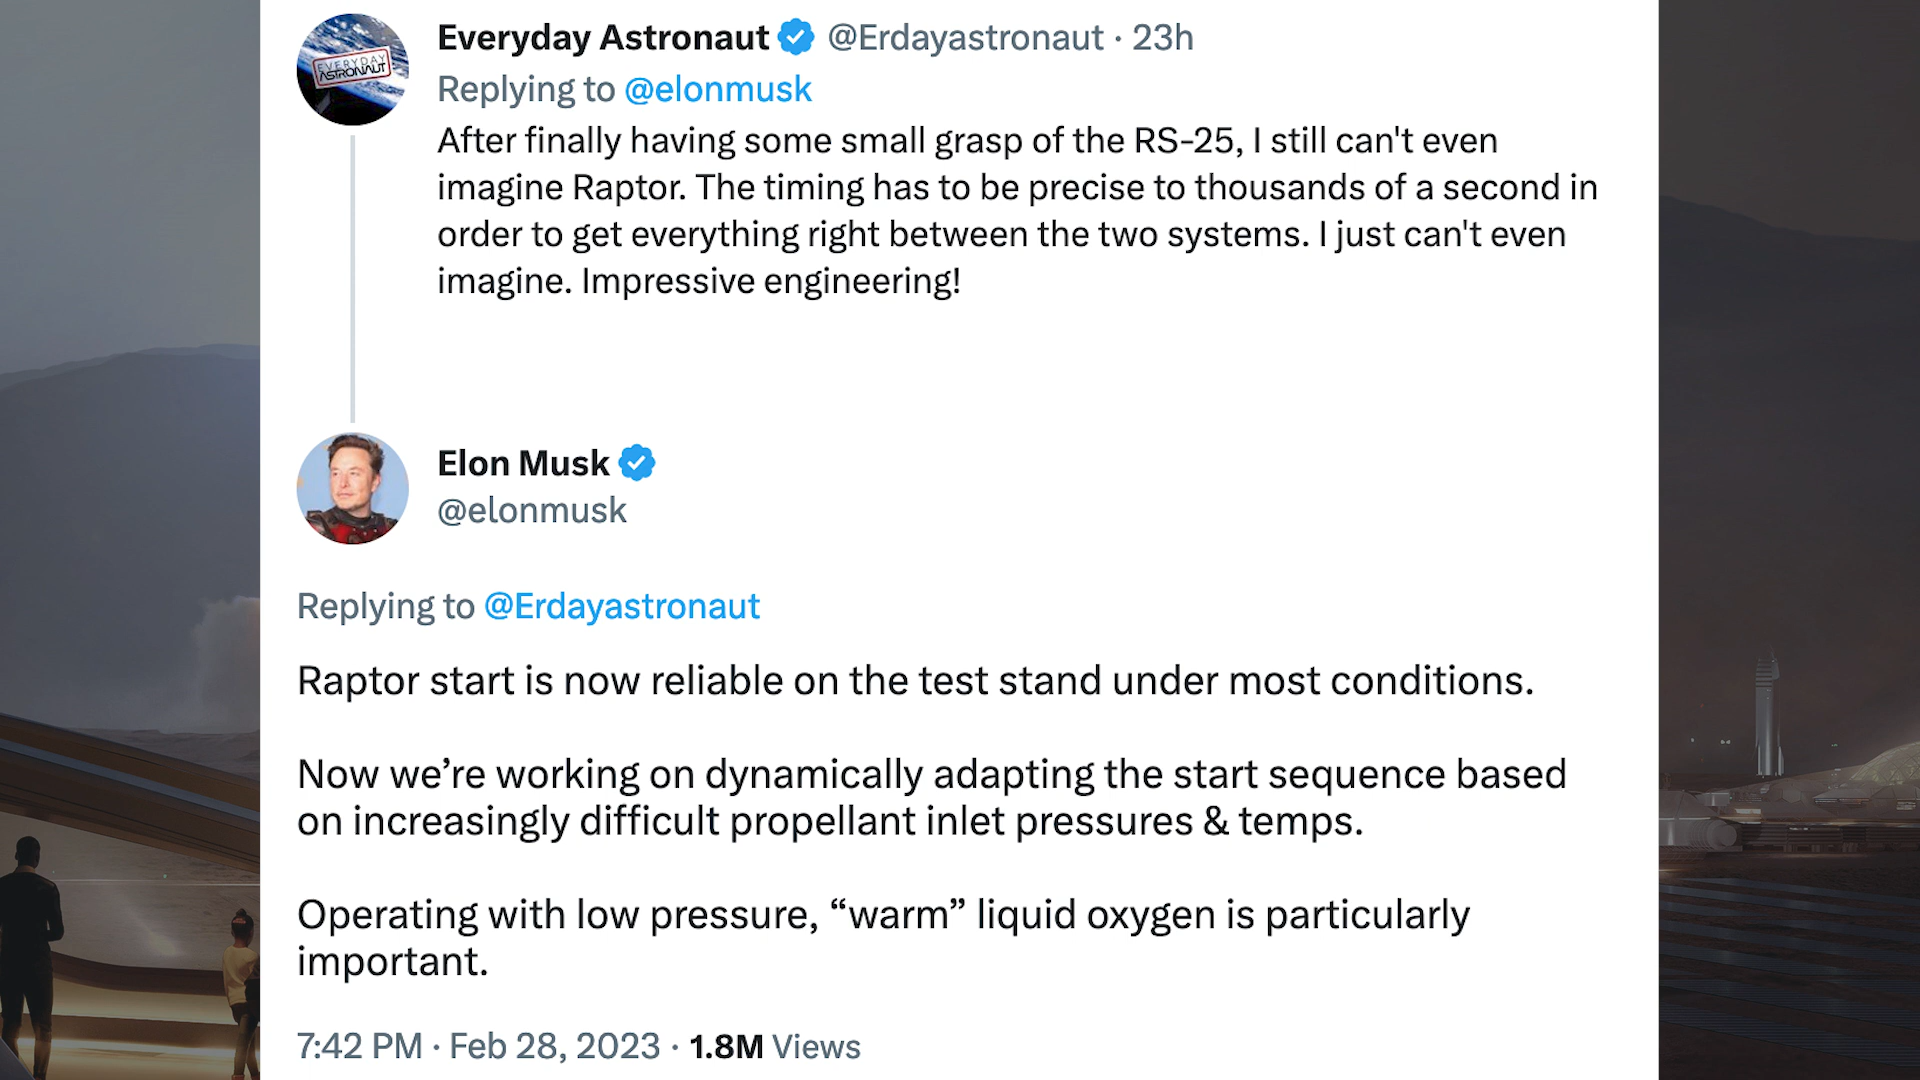 EVERYDAY
ASTRONAUT
Everyday Astronaut @Erdayastronaut · 23h
Replying to @elonmusk
After finally having some small grasp of the RS-25, I still can't even
imagine Raptor. The timing has to be precise to thousands of a second in
order to get everything right between the two systems. I just can't even
imagine. Impressive engineering!
Elon Musk
@elonmusk
Replying to @Erdayastronaut
Raptor start is now reliable on the test stand under most conditions.
Now we’re working on dynamically adapting the start sequence based
on increasingly difficult propellant inlet pressures & temps.
Operating with low pressure, “warm” liquid oxygen is particularly
important.
7:42 PM · Feb 28, 2023 · 1.8M Views